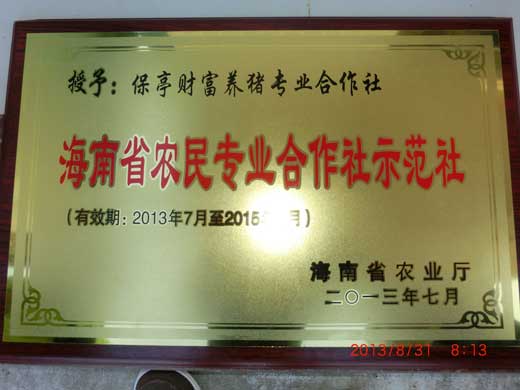 授予：保亭财富养猪专业合作社
海南省农民专业合作社示范社
（有效期：2013年7月至2015年 月）
海南省农业厅
二〇一三年七月
2013/8/31 8:13